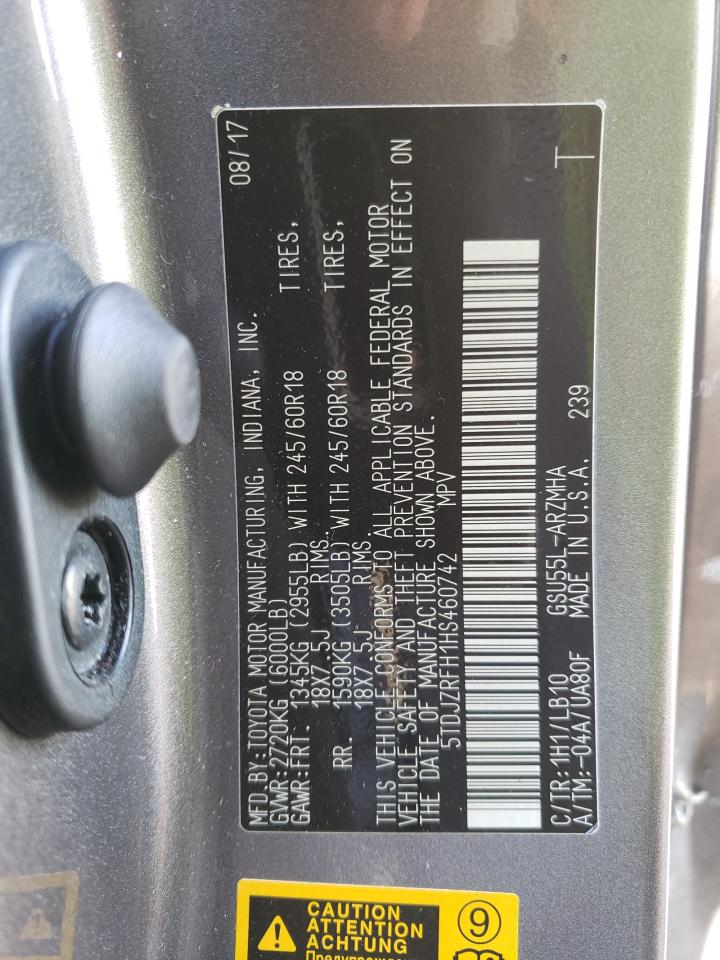 MFD.BY:TOYOTA MOTOR MANUFACTURING, INDIANA, INC. 08/17
GVWR:2720KG (6000LB)
GAWR:FRT. 1345KG (2955LB) WITH 245/60R18 TIRES,
18X7.5J RIMS.
RR. 1590KG (3505LB) WITH 245/60R18 TIRES,
18X7.5J RIMS.
THIS VEHICLE CONFORMS TO ALL APPLICABLE FEDERAL MOTOR
VEHICLE SAFETY AND THEFT PREVENTION STANDARDS IN EFFECT ON
THE DATE OF MANUFACTURE SHOWN ABOVE.
5TDJZRFH1HS460742 MPV
C/TR:1H1/LB10 GSU55L-ARZMHA T
A/TM:-04A/UA80F MADE IN U.S.A. 239
CAUTION
ATTENTION
ACHTUNG
Предупреждение
9